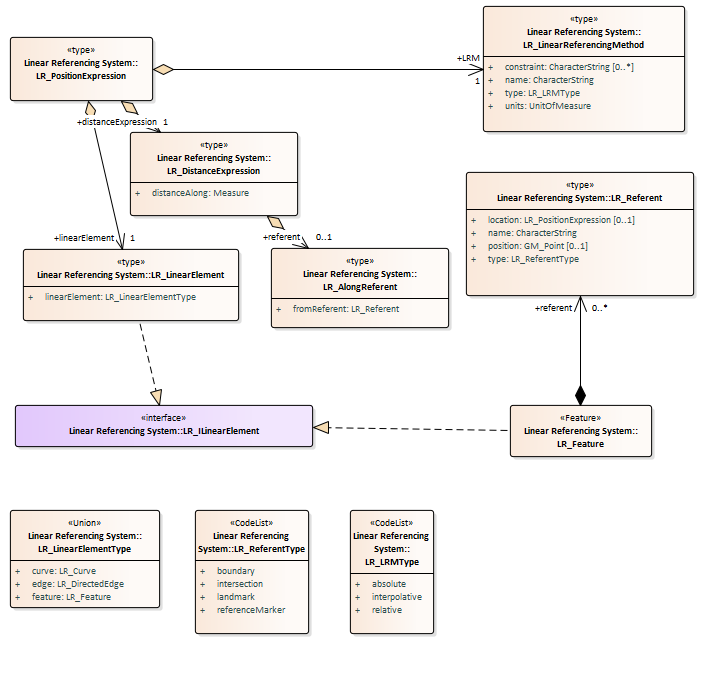 «type»
Linear Referencing System::
LR_PositionExpression
+LRM
1
«type»
Linear Referencing System::
LR_LinearReferencingMethod
+ constraint: CharacterString [0..*]
+ name: CharacterString
+ type: LR_LRMType
+ units: UnitOfMeasure
+distanceExpression 1
«type»
Linear Referencing System::
LR_DistanceExpression
+ distanceAlong: Measure
«type»
Linear Referencing System::LR_Referent
+ location: LR_PositionExpression [0..1]
+ name: CharacterString
+ position: GM_Point [0..1]
+ type: LR_ReferentType
+linearElement 1
+referent 0..1
«type»
Linear Referencing System::LR_LinearElement
+ linearElement: LR_LinearElementType
«type»
Linear Referencing System::
LR_AlongReferent
+ fromReferent: LR_Referent
+referent 0..*
«interface»
Linear Referencing System::LR_ILinearElement
«Feature»
Linear Referencing System::
LR_Feature
«Union»
Linear Referencing System::
LR_LinearElementType
+ curve: LR_Curve
+ edge: LR_DirectedEdge
+ feature: LR_Feature
«CodeList»
Linear Referencing
System::LR_ReferentType
+ boundary
+ intersection
+ landmark
+ referenceMarker
«CodeList»
Linear Referencing
System::
LR_LRMType
+ absolute
+ interpolative
+ relative